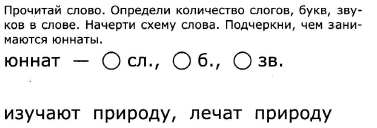 Прочитай слово. Определи количество слогов, букв, зву-
ков в слове. Начерти схему слова. Подчеркни, чем зани-
маются юннаты.
юннат — ◯ сл., ◯ б., ◯ зв.
изучают природу, лечат природу